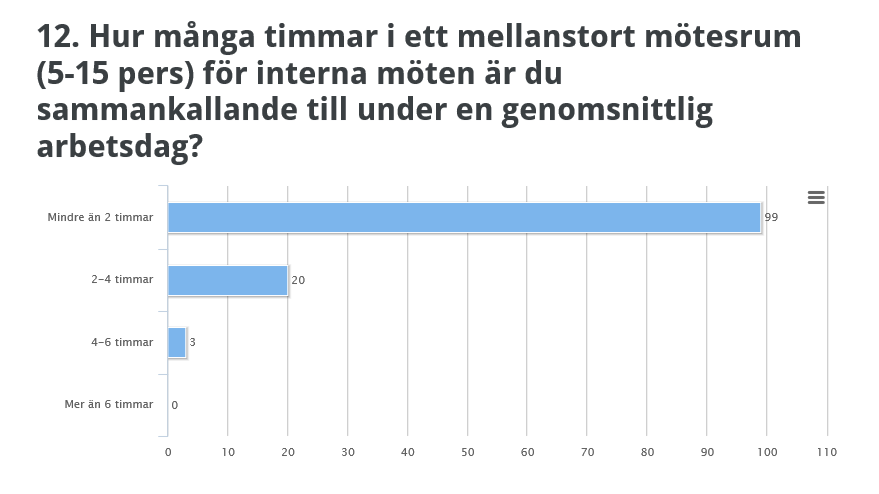 12. Hur många timmar i ett mellanstort mötesrum
(5-15 pers) för interna möten är du
sammankallande till under en genomsnittlig
arbetsdag?
Mindre än 2 timmar
99
2–4 timmar
20
4–6 timmar
3
Mer än 6 timmar
0
0 10 20 30 40 50 60 70 80 90 100 110